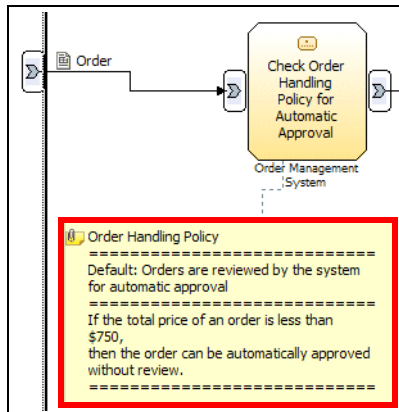 Order
Check Order
Handling
Policy for
Automatic
Approval
Order Management
System
Order Handling Policy
============================
Default: Orders are reviewed by the system
for automatic approval
============================
If the total price of an order is less than
$750,
then the order can be automatically approved
without review.
============================